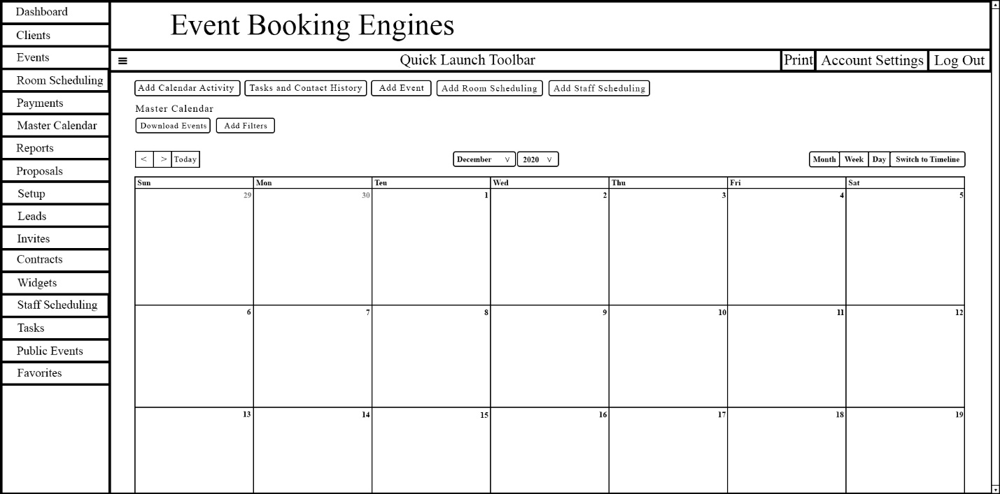 Dashboard
Clients
Events
Room Scheduling
Payments
Master Calendar
Reports
Proposals
Setup
Leads
Invites
Contracts
Widgets
Staff Scheduling
Tasks
Public Events
Favorites
Event Booking Engines
Quick Launch Toolbar Print Account Settings Log Out
Add Calendar Activity Tasks and Contact History Add Event Add Room Scheduling Add Staff Scheduling
Master Calendar
Download Events Add Filters
< > Today December V 2020 V Month Week Day Switch to Timeline
Sun Mon Teu Wed Thu Fri Sat
29 30 1 2 3 4 5
6 7 8 9 10 11 12
13 14 15 16 17 18 19